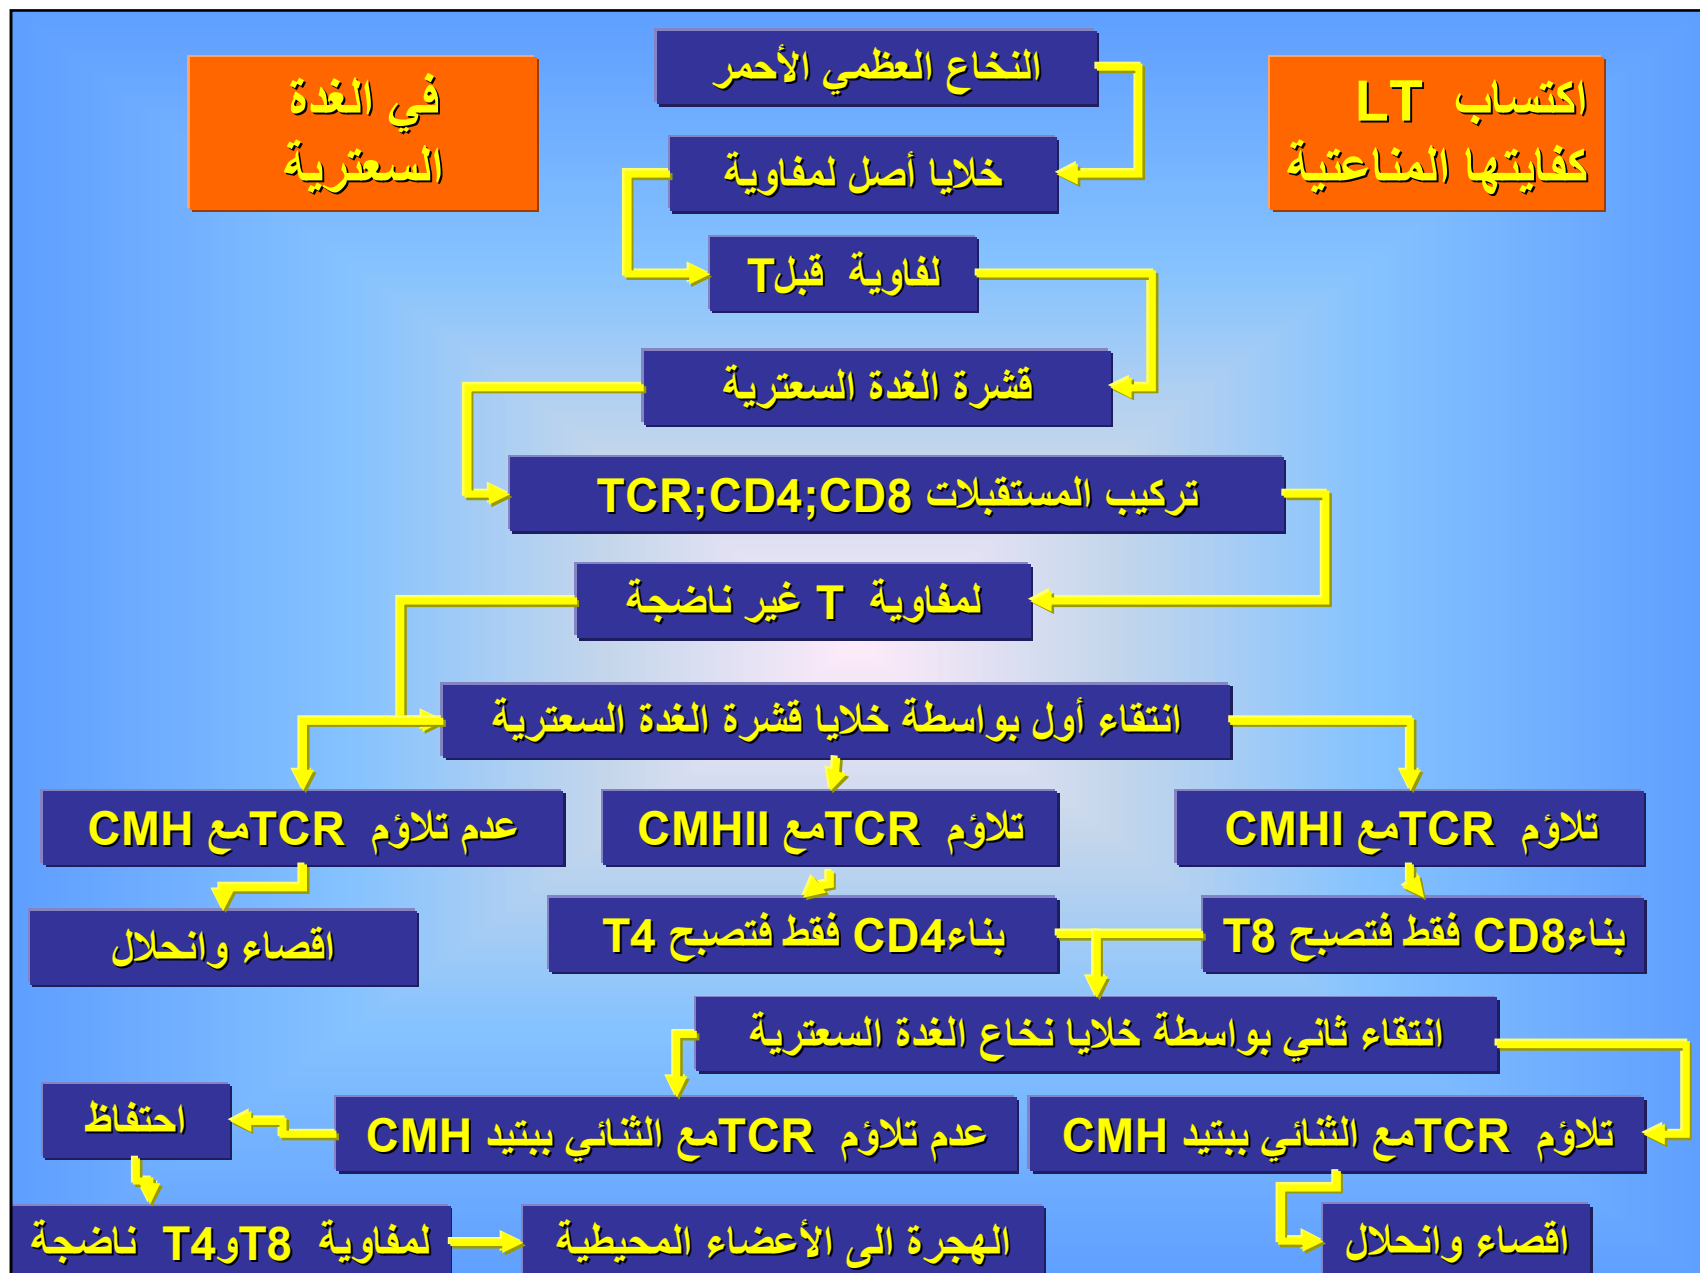 اكتساب LT
كفايتها المناعتية
في الغدة
السعترية
النخاع العظمي الأحمر
خلايا أصل لمفاوية
لفاوية قبلT
قشرة الغدة السعترية
تركيب المستقبلات TCR;CD4;CD8
لمفاوية T غير ناضجة
انتقاء أول بواسطة خلايا قشرة الغدة السعترية
تلاؤم TCRمع CMHI
تلاؤم TCRمع CMHII
عدم تلاؤم TCRمع CMH
بناءCD8 فقط فتصبح T8
بناءCD4 فقط فتصبح T4
اقصاء وانحلال
انتقاء ثاني بواسطة خلايا نخاع الغدة السعترية
تلاؤم TCRمع الثنائي ببتيد CMH
عدم تلاؤم TCRمع الثنائي ببتيد CMH
احتفاظ
اقصاء وانحلال
الهجرة الى الأعضاء المحيطية
لمفاوية T8وT4 ناضجة